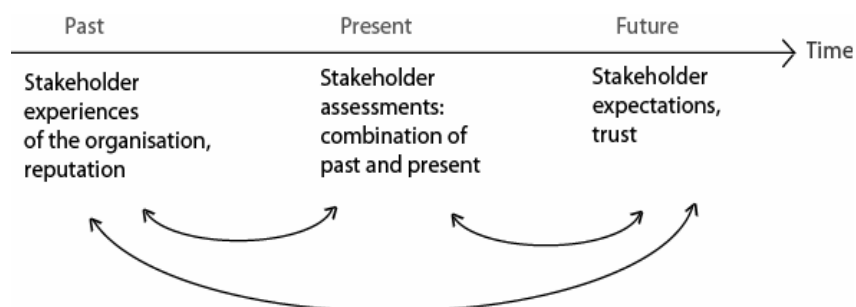 Past
Present
Future
Time
Stakeholder
experiences
of the organisation,
reputation
Stakeholder
assessments:
combination of
past and present
Stakeholder
expectations,
trust